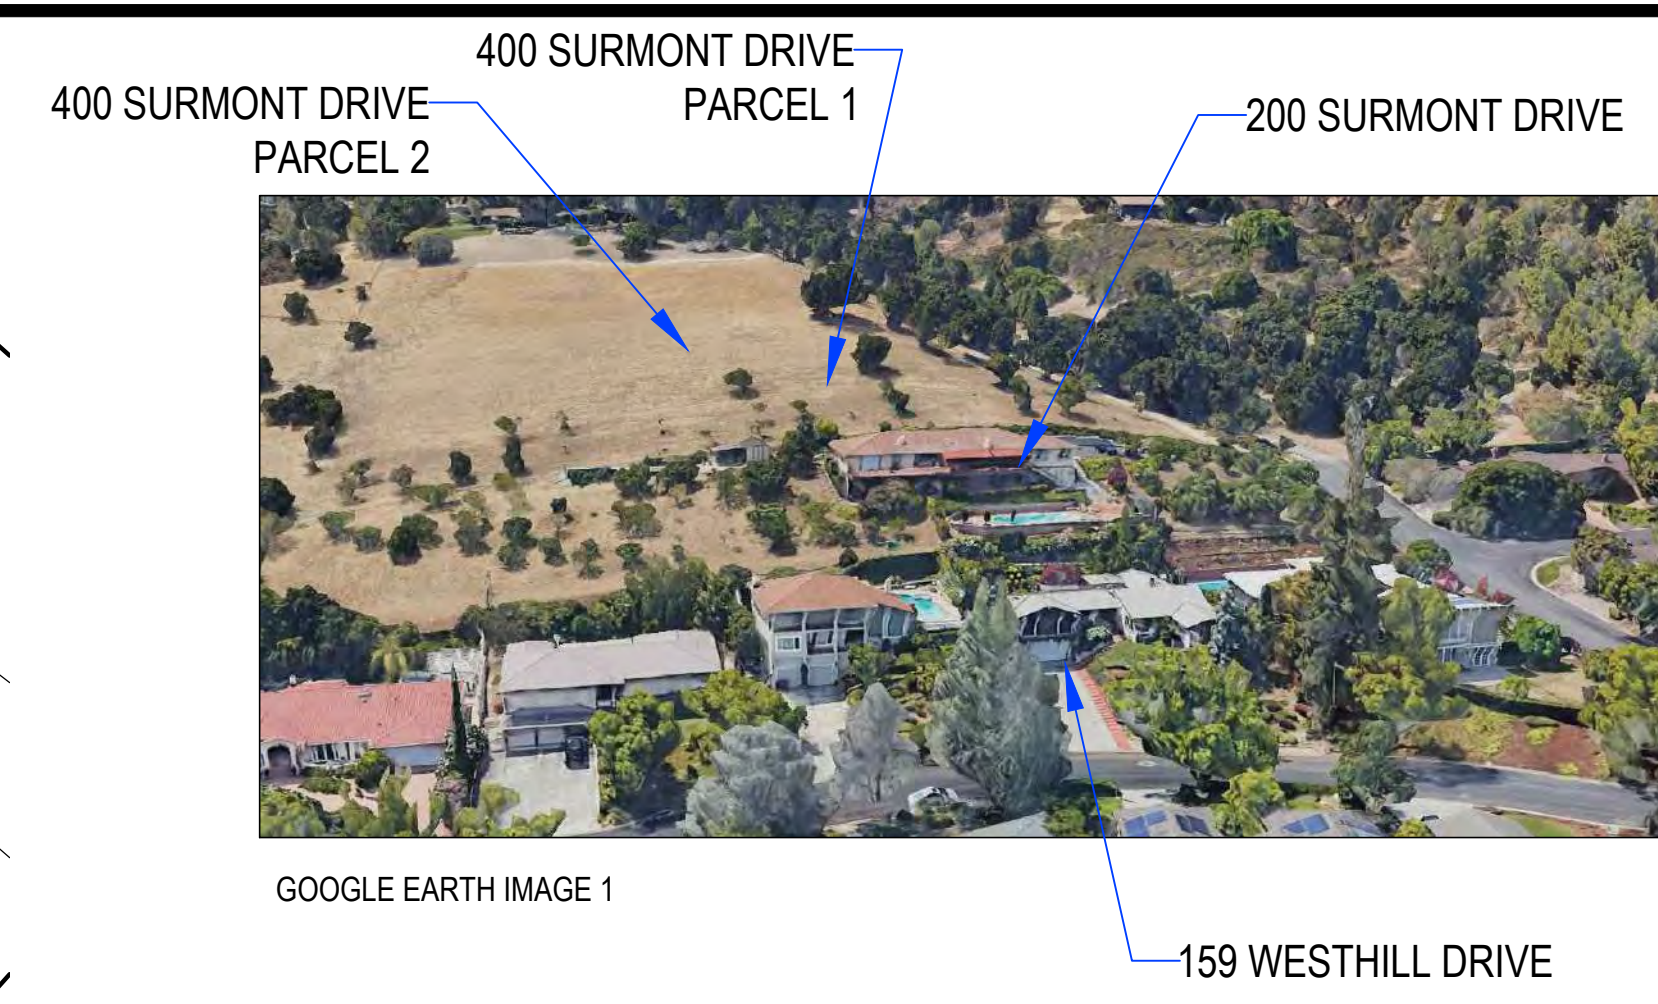 400 SURMONT DRIVE
PARCEL 1
400 SURMONT DRIVE
PARCEL 2
200 SURMONT DRIVE
GOOGLE EARTH IMAGE 1
159 WESTHILL DRIVE